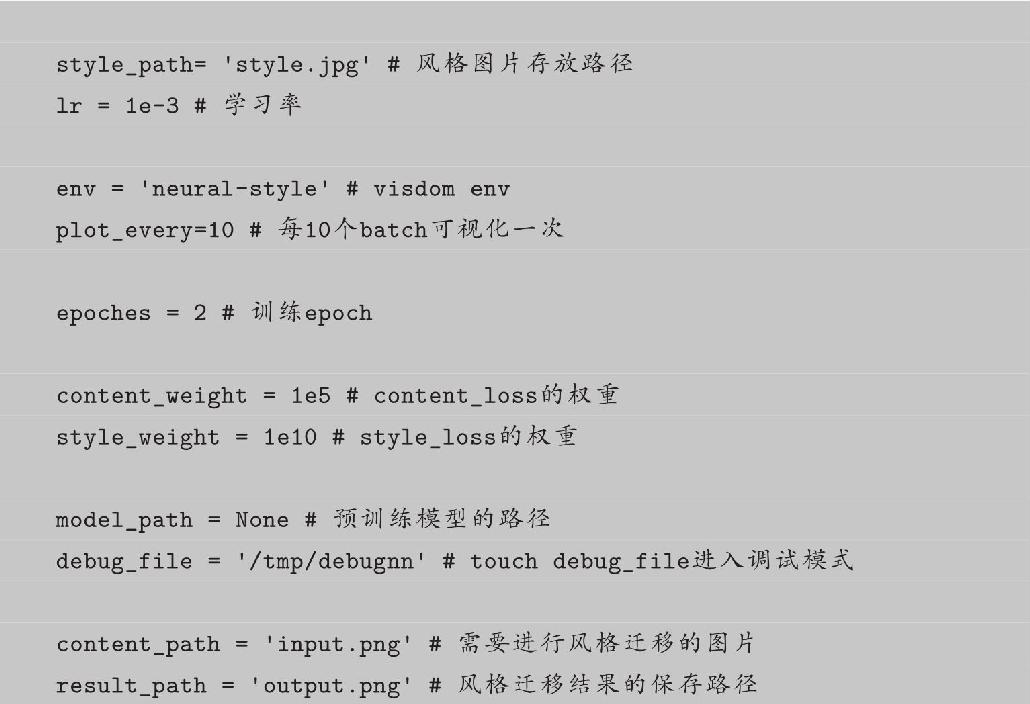 style_path= 'style.jpg' # 风格图片存放路径
lr = 1e-3 # 学习率
env = 'neural-style' # visdom env
plot_every=10 # 每10个batch可视化一次
epoches = 2 # 训练epoch
content_weight = 1e5 # content_loss的权重
style_weight = 1e10 # style_loss的权重
model_path = None # 预训练模型的路径
debug_file = '/tmp/debugnn' # touch debug_file进入调试模式
content_path = 'input.png' # 需要进行风格迁移的图片
result_path = 'output.png' # 风格迁移结果的保存路径